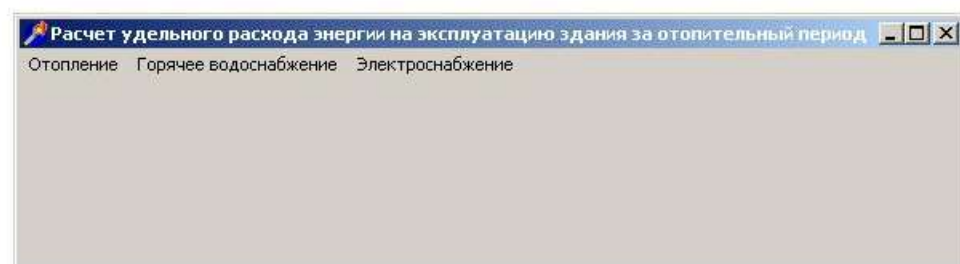 Расчет удельного расхода энергии на эксплуатацию здания за отопительный период
Отопление Горячее водоснабжение Электроснабжение